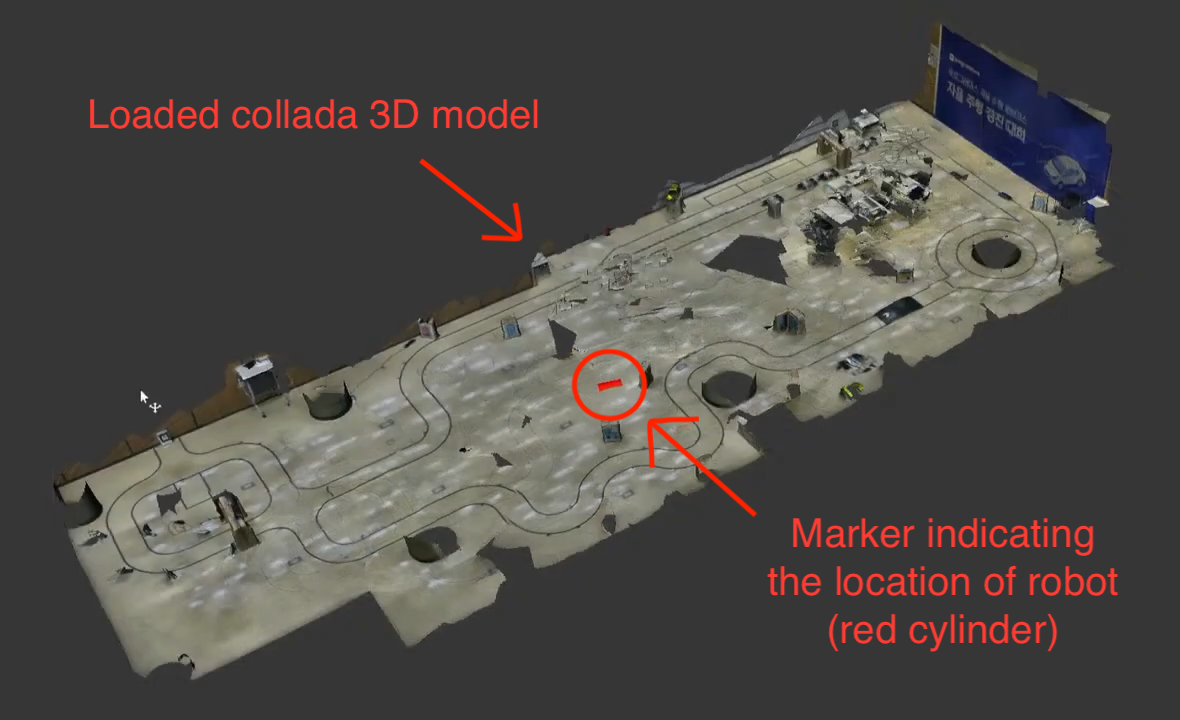 Loaded collada 3D model
자율 주행 경진대회
Marker indicating
the location of robot
(red cylinder)